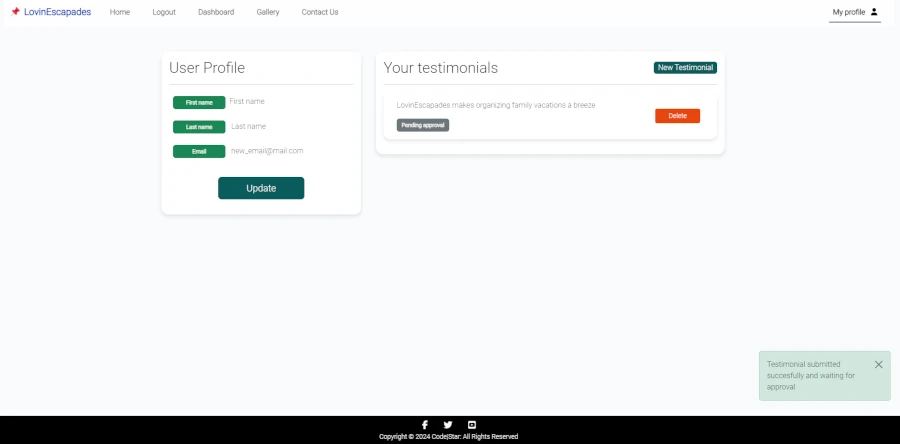 LovinEscapades Home Logout Dashboard Gallery Contact Us My profile
User Profile
First name First name
Last name Last name
Email new_email@mail.com
Update
Your testimonials New Testimonial
LovinEscapades makes organizing family vacations a breeze
Pending approval
Delete
Testimonial submitted
succesfully and waiting for
approval
Copyright © 2024 Code|Star. All Rights Reserved